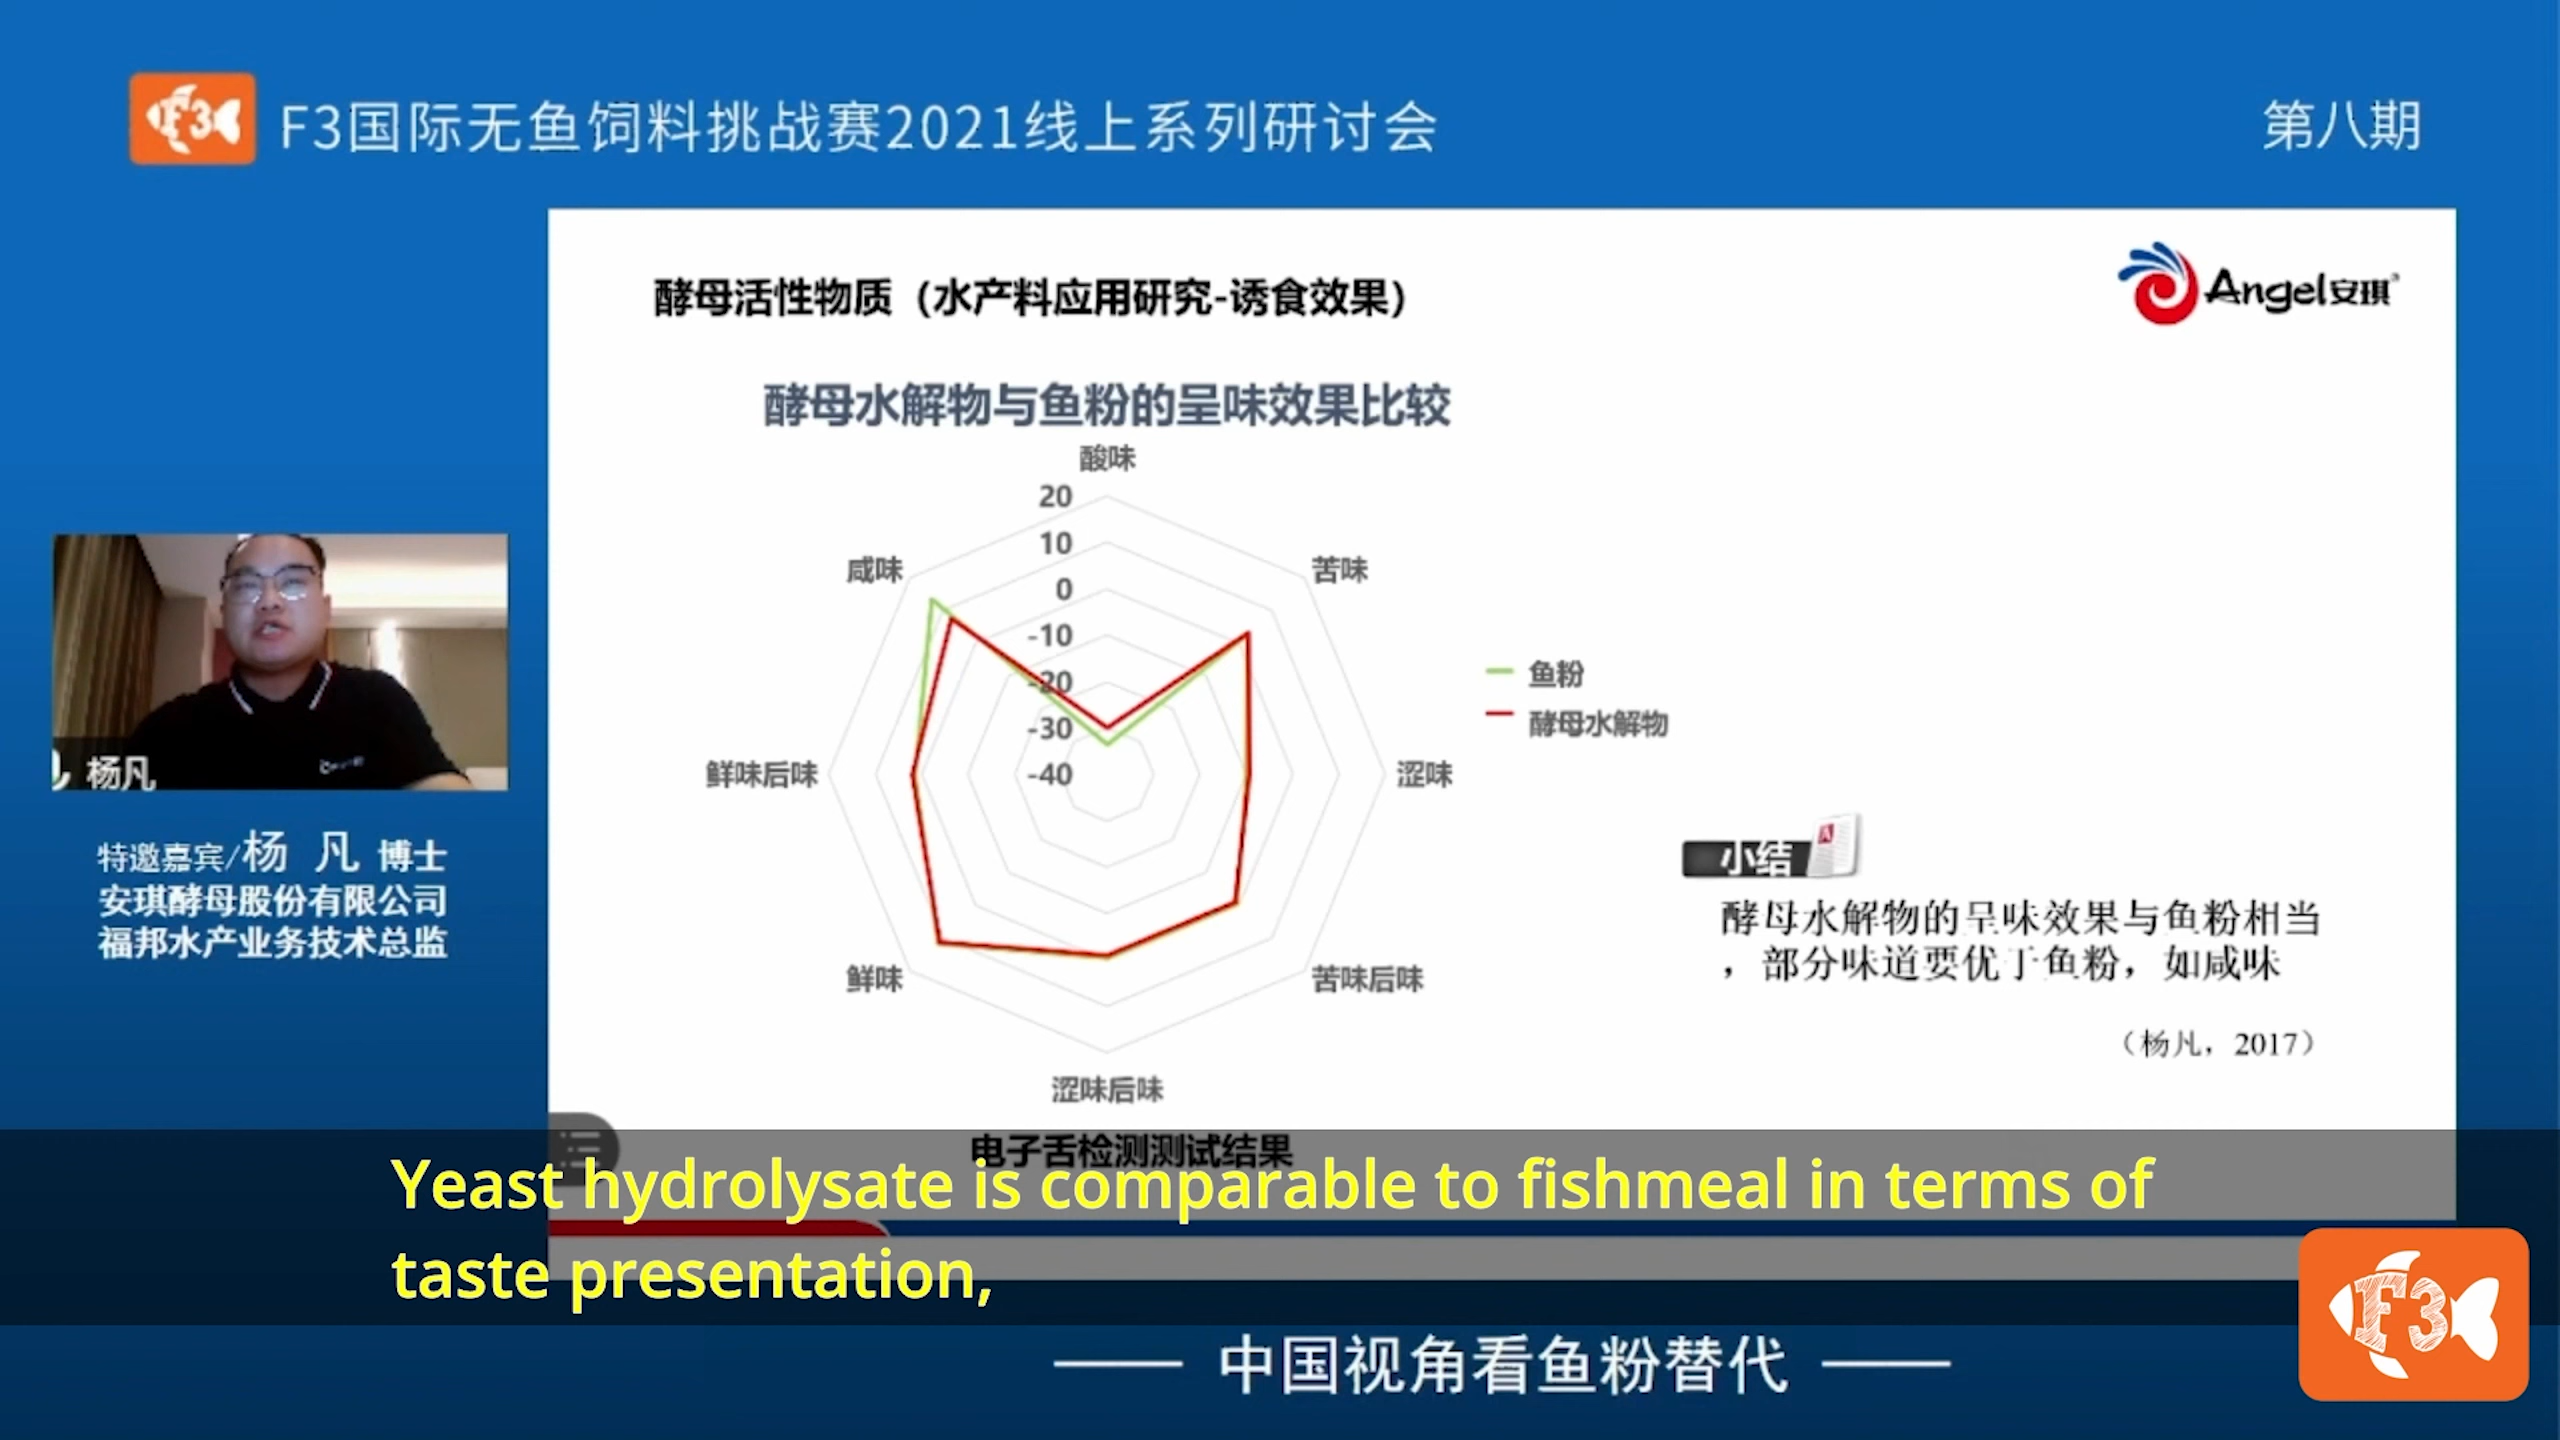 F3
F3国际无鱼饲料挑战赛2021线上系列研讨会
第八期
酵母活性物质（水产料应用研究-诱食效果）
Angel安琪®
酵母水解物与鱼粉的呈味效果比较
酸味
20
10
0
-10
-20
-30
-40
咸味
苦味
鲜味后味
涩味
鲜味
苦味后味
涩味后味
鱼粉
酵母水解物
杨凡
特邀嘉宾/杨 凡 博士
安琪酵母股份有限公司
福邦水产业务技术总监
小结
酵母水解物的呈味效果与鱼粉相当
，部分味道要优于鱼粉，如咸味
（杨凡，2017）
电子舌检测测试结果
Yeast hydrolysate is comparable to fishmeal in terms of
taste presentation,
F3
中国视角看鱼粉替代